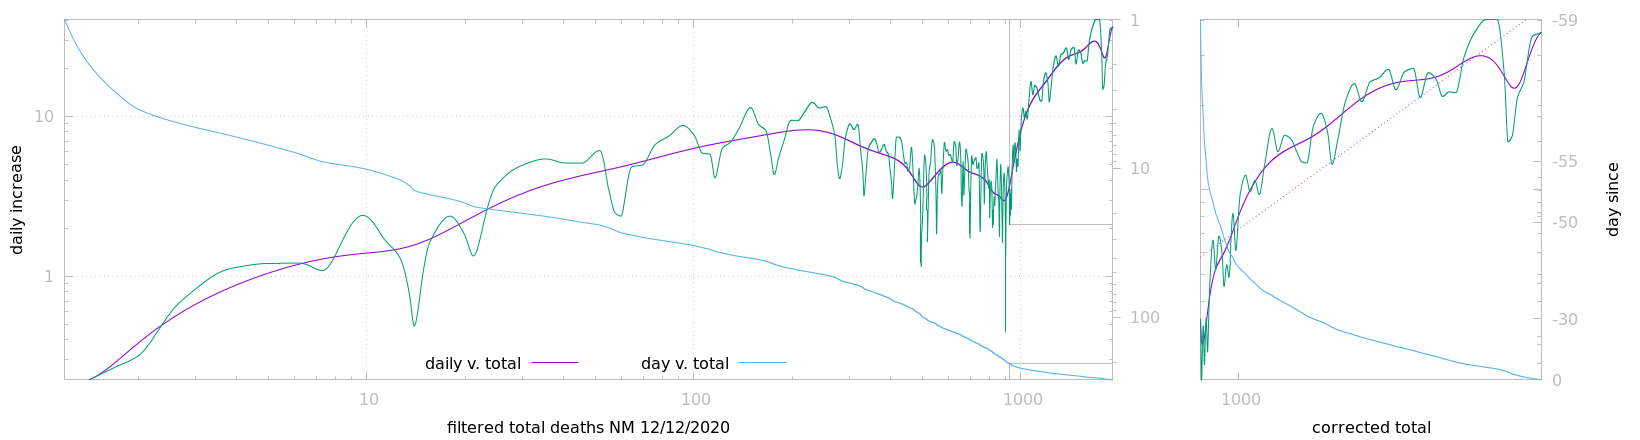 daily increase
10
1
daily v. total
day v. total
10
100
1000
filtered total deaths NM 12/12/2020
1
10
100
1000
corrected total
-59
-55
-50
-30
0
day since